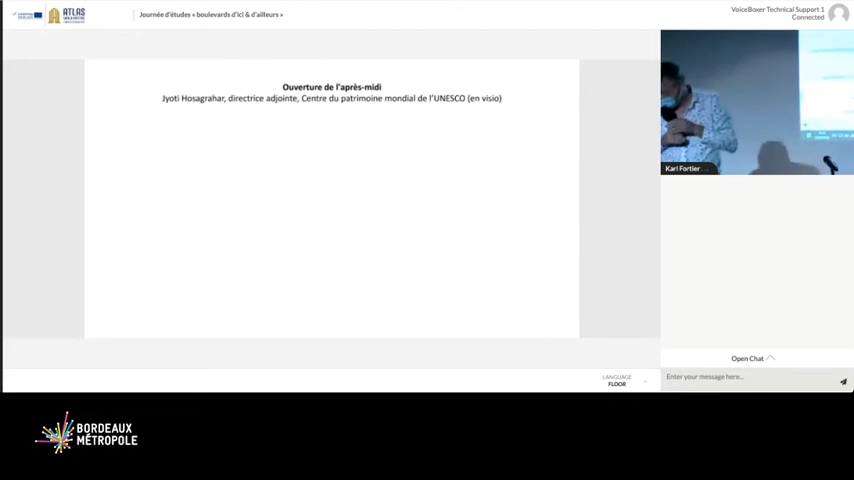 ATLAS
Journée d'études « boulevards d'ici & d'ailleurs »
VoiceBoxer Technical Support 1
Connected
Ouverture de l'après-midi
Jyoti Hosagrahar, directrice adjointe, Centre du patrimoine mondial de l'UNESCO (en visio)
Karl Fortier ...
Open Chat
LANGUAGE
FLOOR
Enter your message here...
BORDEAUX
MÉTROPOLE